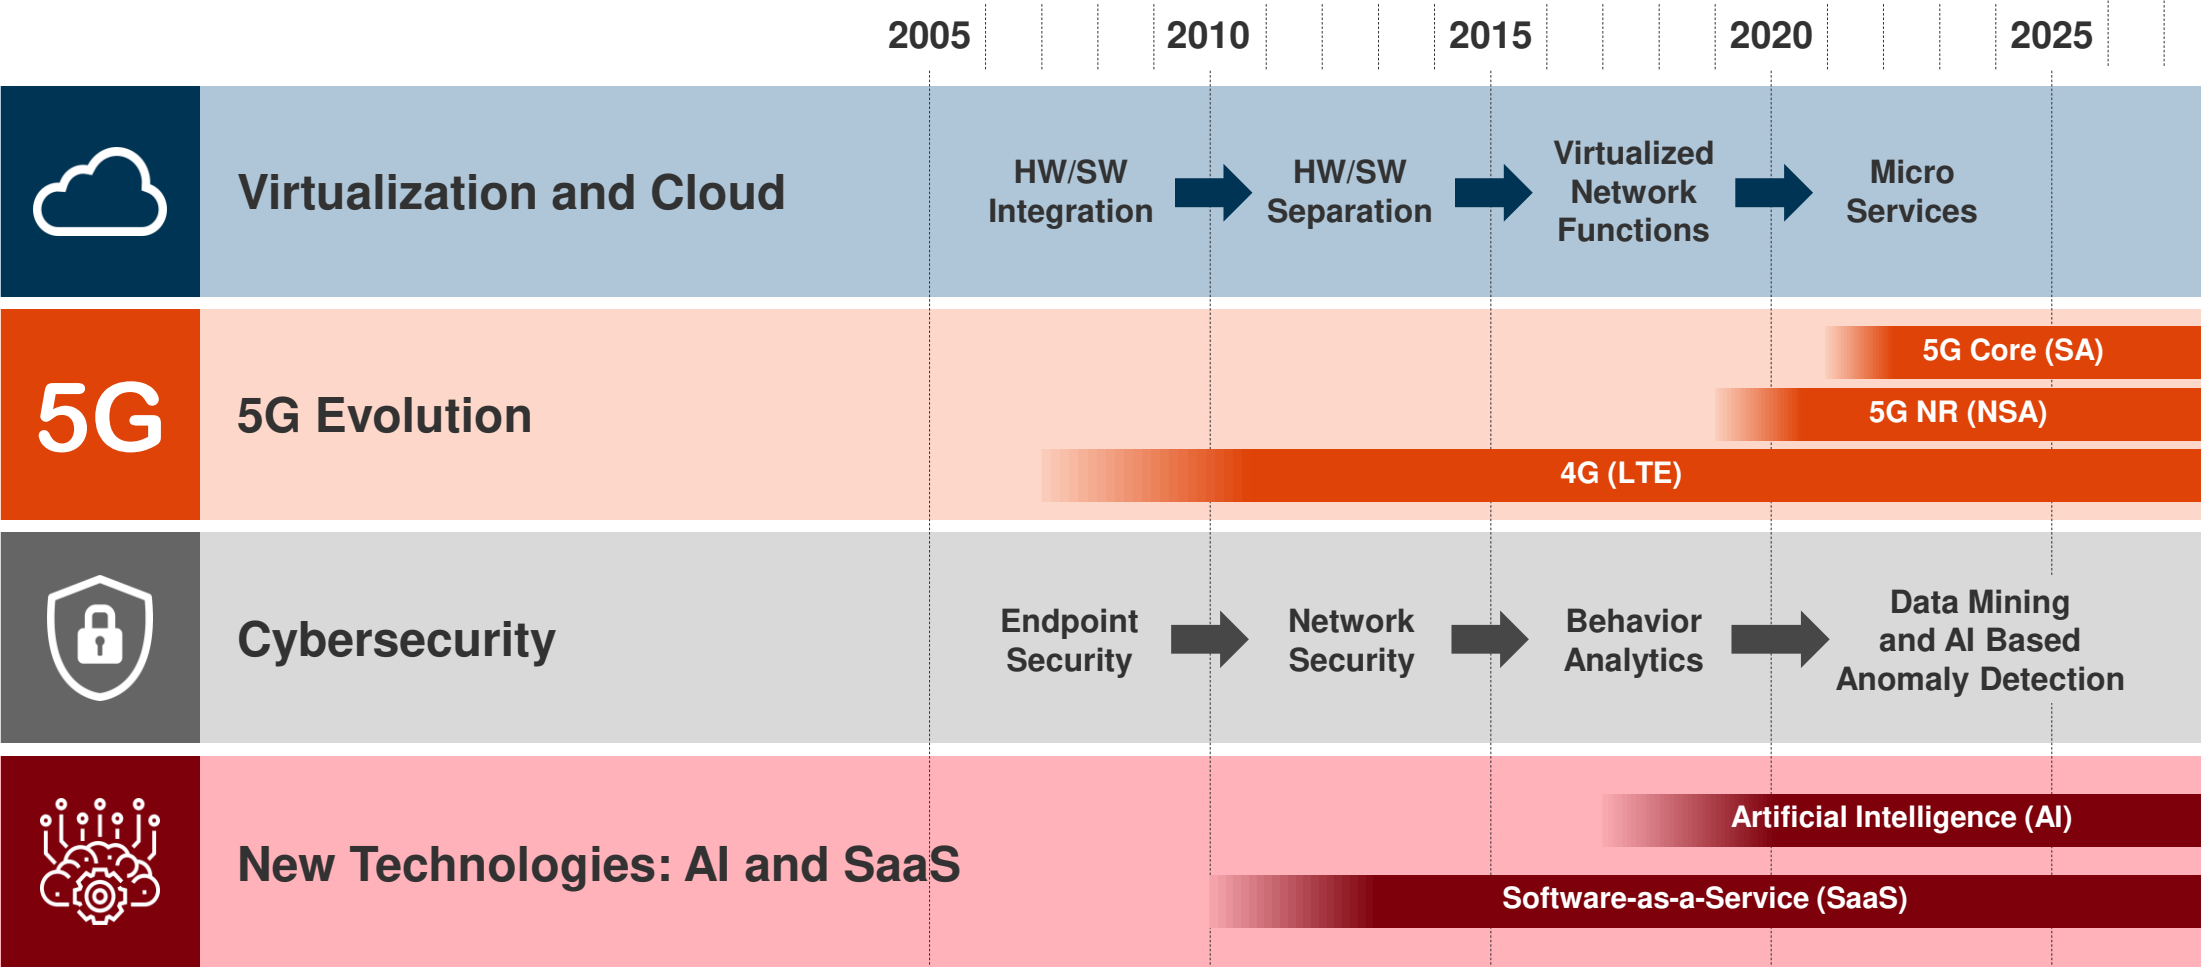 2005 2010 2015 2020 2025
Virtualization and Cloud
HW/SW
Integration
HW/SW
Separation
Virtualized
Network
Functions
Micro
Services
5G
5G Evolution
5G Core (SA)
5G NR (NSA)
4G (LTE)
Cybersecurity
Endpoint
Security
Network
Security
Behavior
Analytics
Data Mining
and AI Based
Anomaly Detection
New Technologies: AI and SaaS
Artificial Intelligence (AI)
Software-as-a-Service (SaaS)